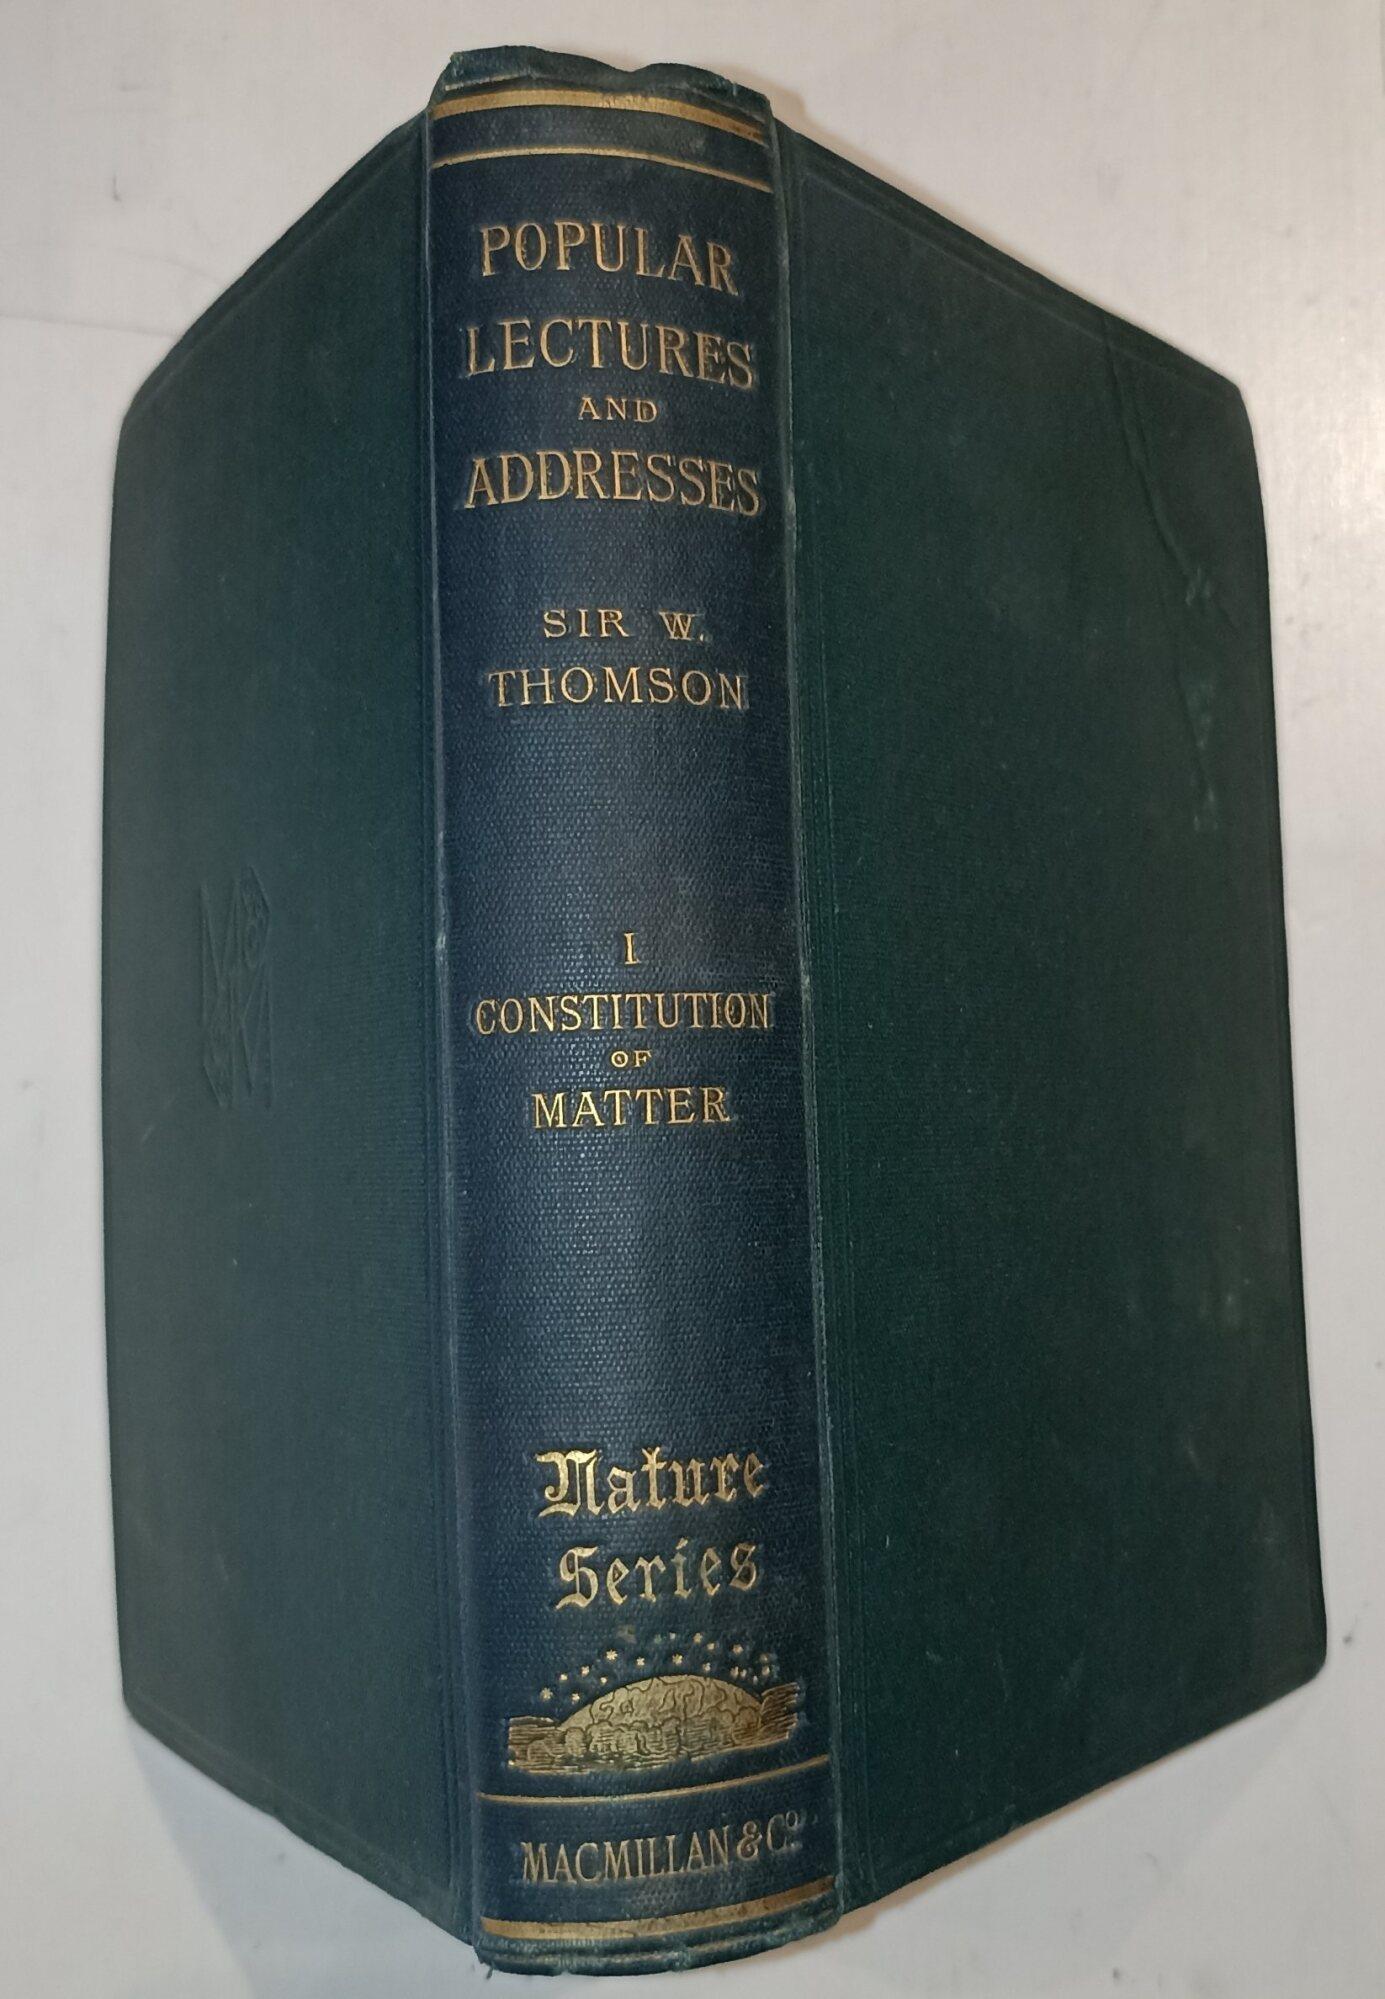 POPULAR
LECTURES
AND
ADDRESSES
SIR W.
THOMSON
I
CONSTITUTION
OF
MATTER
Nature
Series
MACMILLAN & Cº